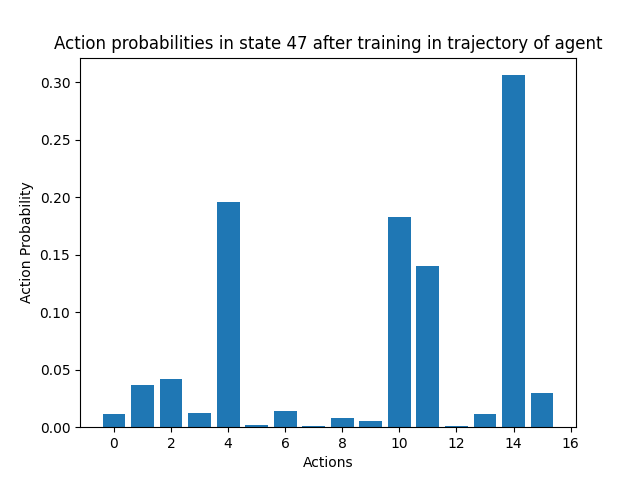 Action probabilities in state 47 after training in trajectory of agent
0.30
0.25
0.20
0.15
0.10
0.05
0.00
Action Probability
0 2 4 6 8 10 12 14 16
Actions